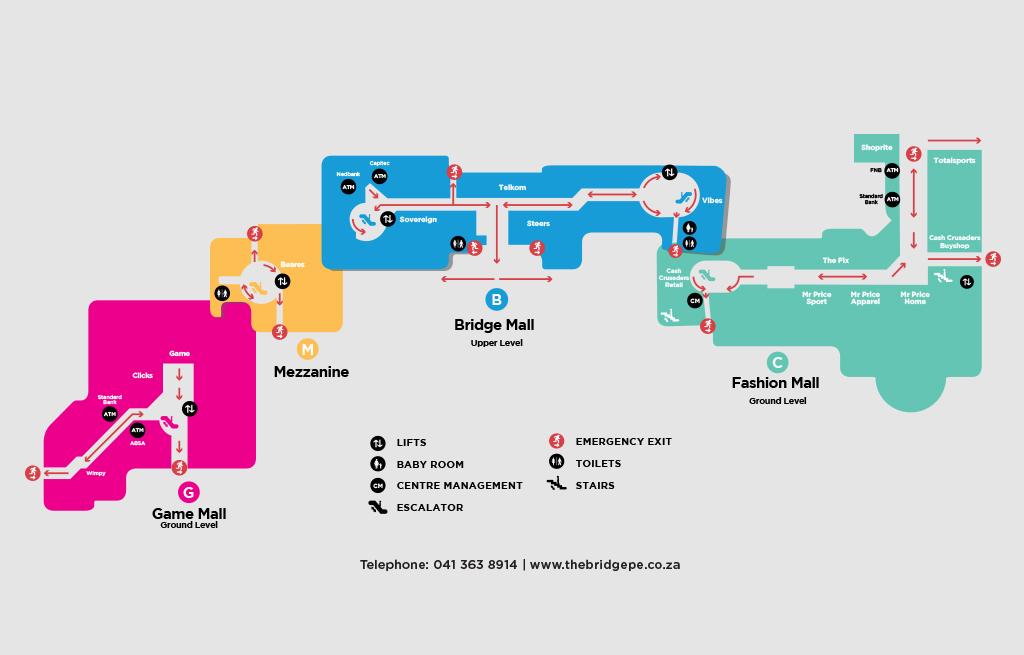 Shoprite
FNB
ATM
Standard
Bank
ATM
Totalsports
Cash Crusaders
Buyshop
Capitec
ATM
Nedbank
ATM
Telkom
Sovereign
Steers
Vibes
B
Bridge Mall
Upper Level
The Fix
Cash
Crusaders
Retail
CM
Mr Price
Sport
Mr Price
Apparel
Mr Price
Home
C
Fashion Mall
Ground Level
Beares
M
Mezzanine
Game
Clicks
Standard
Bank
ATM
ATM
ABSA
Wimpy
G
Game Mall
Ground Level
LIFTS
BABY ROOM
CM
CENTRE MANAGEMENT
ESCALATOR
EMERGENCY EXIT
TOILETS
STAIRS
Telephone: 041 363 8914 | www.thebridgepe.co.za